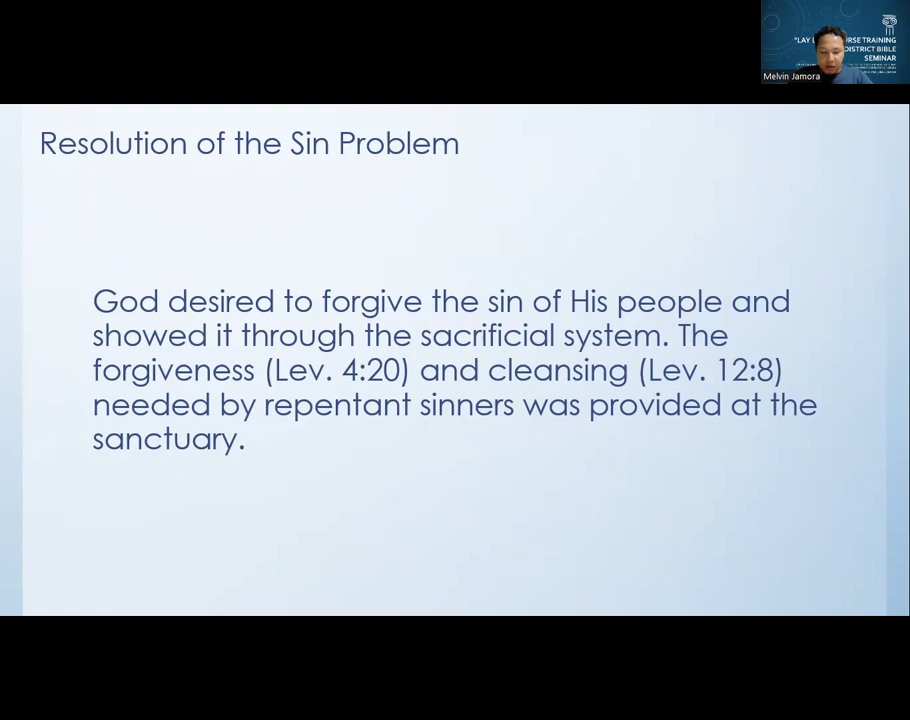 "LAY
RSE TRAINING
DISTRICT BIBLE
SEMINAR
Melvin Jamora
Resolution of the Sin Problem
God desired to forgive the sin of His people and
showed it through the sacrificial system. The
forgiveness (Lev. 4:20) and cleansing (Lev. 12:8)
needed by repentant sinners was provided at the
sanctuary.